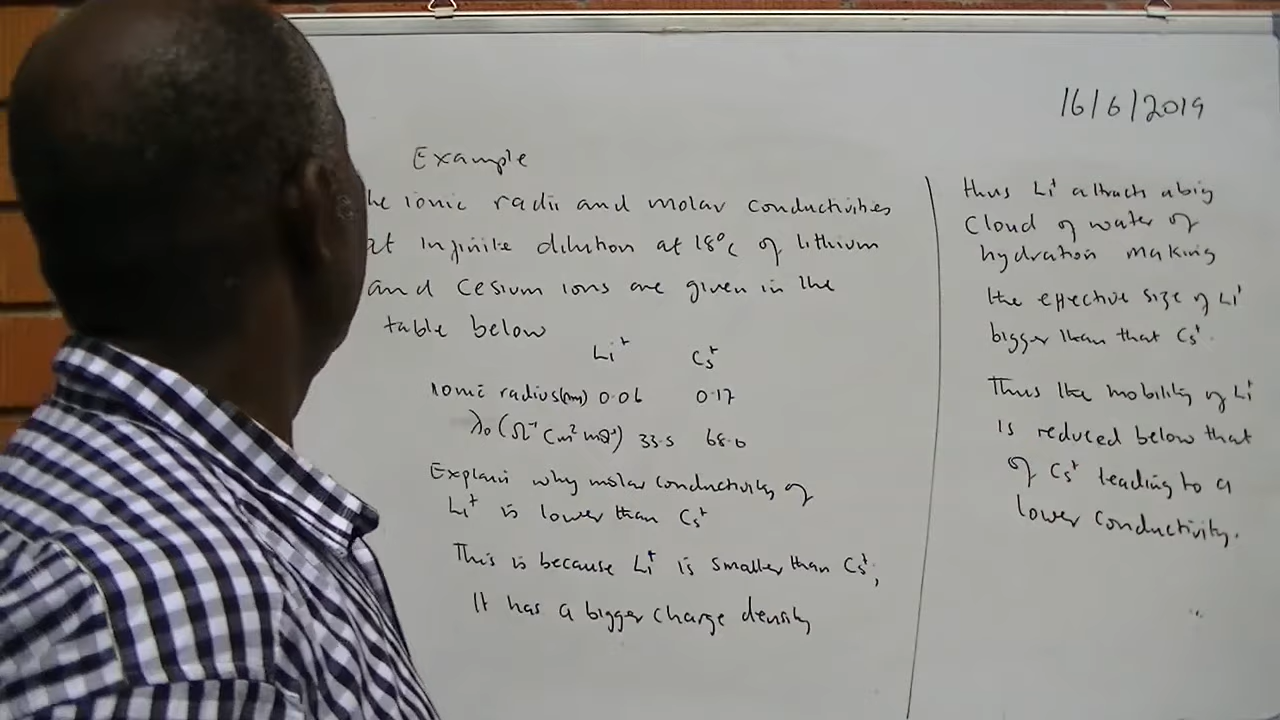 16/6/2019
Example
he ionic radii and molar conductivities
at infinite dilution at 18°C of lithium
and Cesium ions are given in the
table below
Li⁺ Cs⁺
Ionic radius(nm) 0.06 0.17
λ₀(Ω⁻¹ Cm² mol⁻¹) 33.5 68.0
Explain why molar conductivity of
Li⁺ is lower than Cs⁺
This is because Li⁺ is smaller than Cs⁺,
It has a bigger charge density
thus Li⁺ attracts a big
Cloud of water of
hydration making
the effective size of Li⁺
bigger than that Cs⁺.
Thus the mobility of Li⁺
is reduced below that
of Cs⁺ leading to a
lower conductivity.